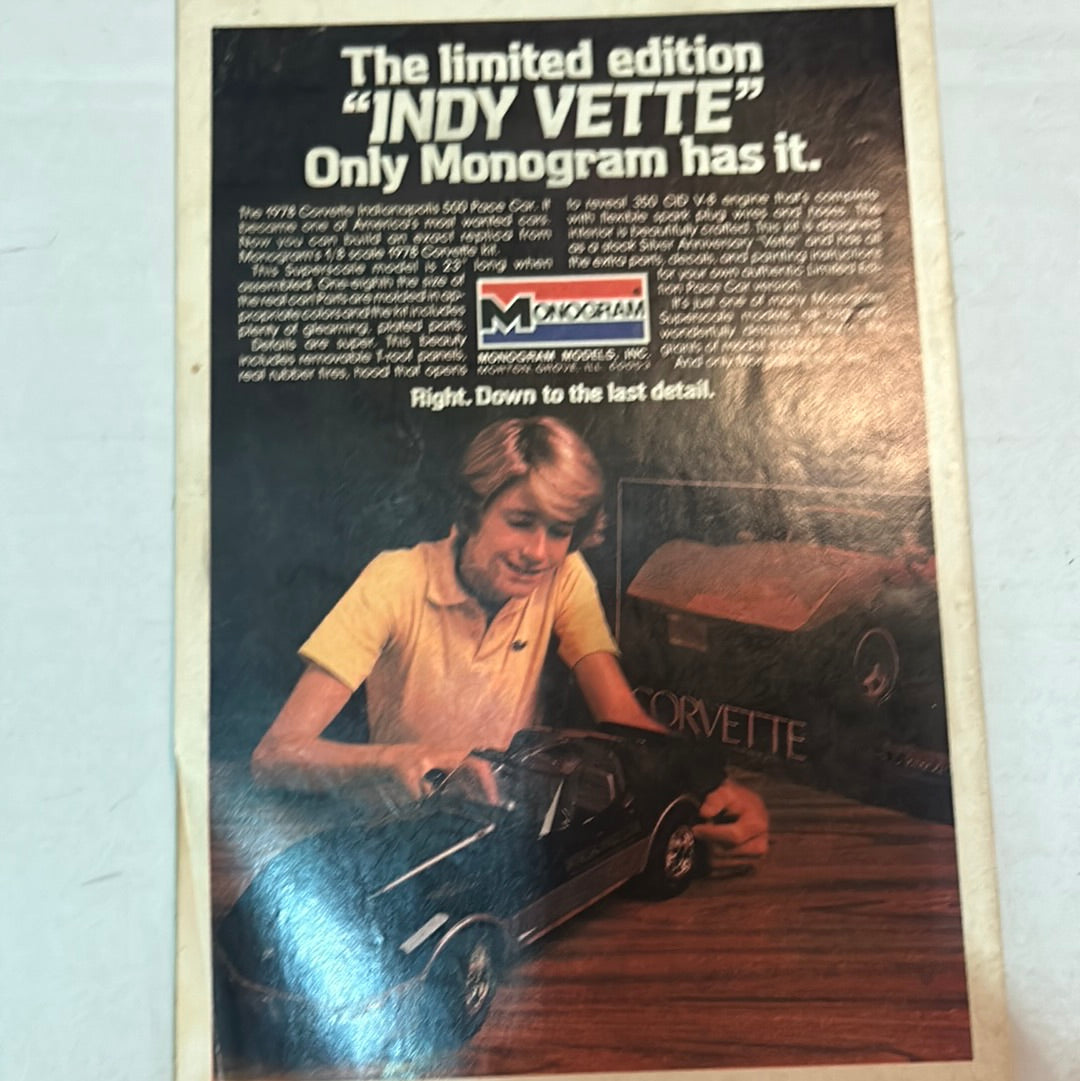 The limited edition
“INDY VETTE”
Only Monogram has it.
The 1978 Corvette Indianapolis 500 Pace Car. It
became one of America's most wanted cars.
Now you can build an exact replica from
Monogram's 1/8 scale 1978 Corvette kit.
This Superscale model is 23" long when
assembled. One-eighth the size of
the real car! Parts are molded in ap-
propriate colors and the kit includes
plenty of gleaming, plated parts.
Details are super. This beauty
includes removable T-roof panels,
real rubber tires, hood that opens
to reveal 350 CID V-8 engine that's complete
with flexible spark plug wires and hoses. The
interior is beautifully crafted. This kit is designed
as a stock Silver Anniversary 'Vette, and has all
the extra parts, decals, and painting instructions
for your own authentic Limited Edi-
tion Pace Car version.
It's just one of many Monogram
Superscale models, all
wonderfully detailed.
giants of model
And only
MONOGRAM
MONOGRAM MODELS, INC.
MORTON GROVE, ILL. 60053
Right. Down to the last detail.
CORVETTE